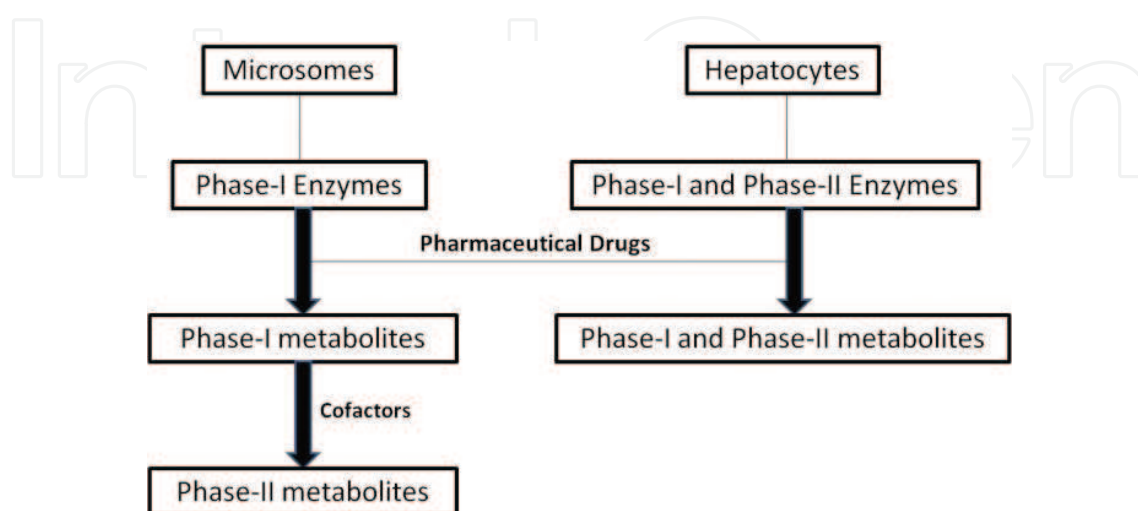 Microsomes
Hepatocytes
Phase-I Enzymes
Phase-I and Phase-II Enzymes
Pharmaceutical Drugs
Phase-I metabolites
Phase-I and Phase-II metabolites
Cofactors
Phase-II metabolites